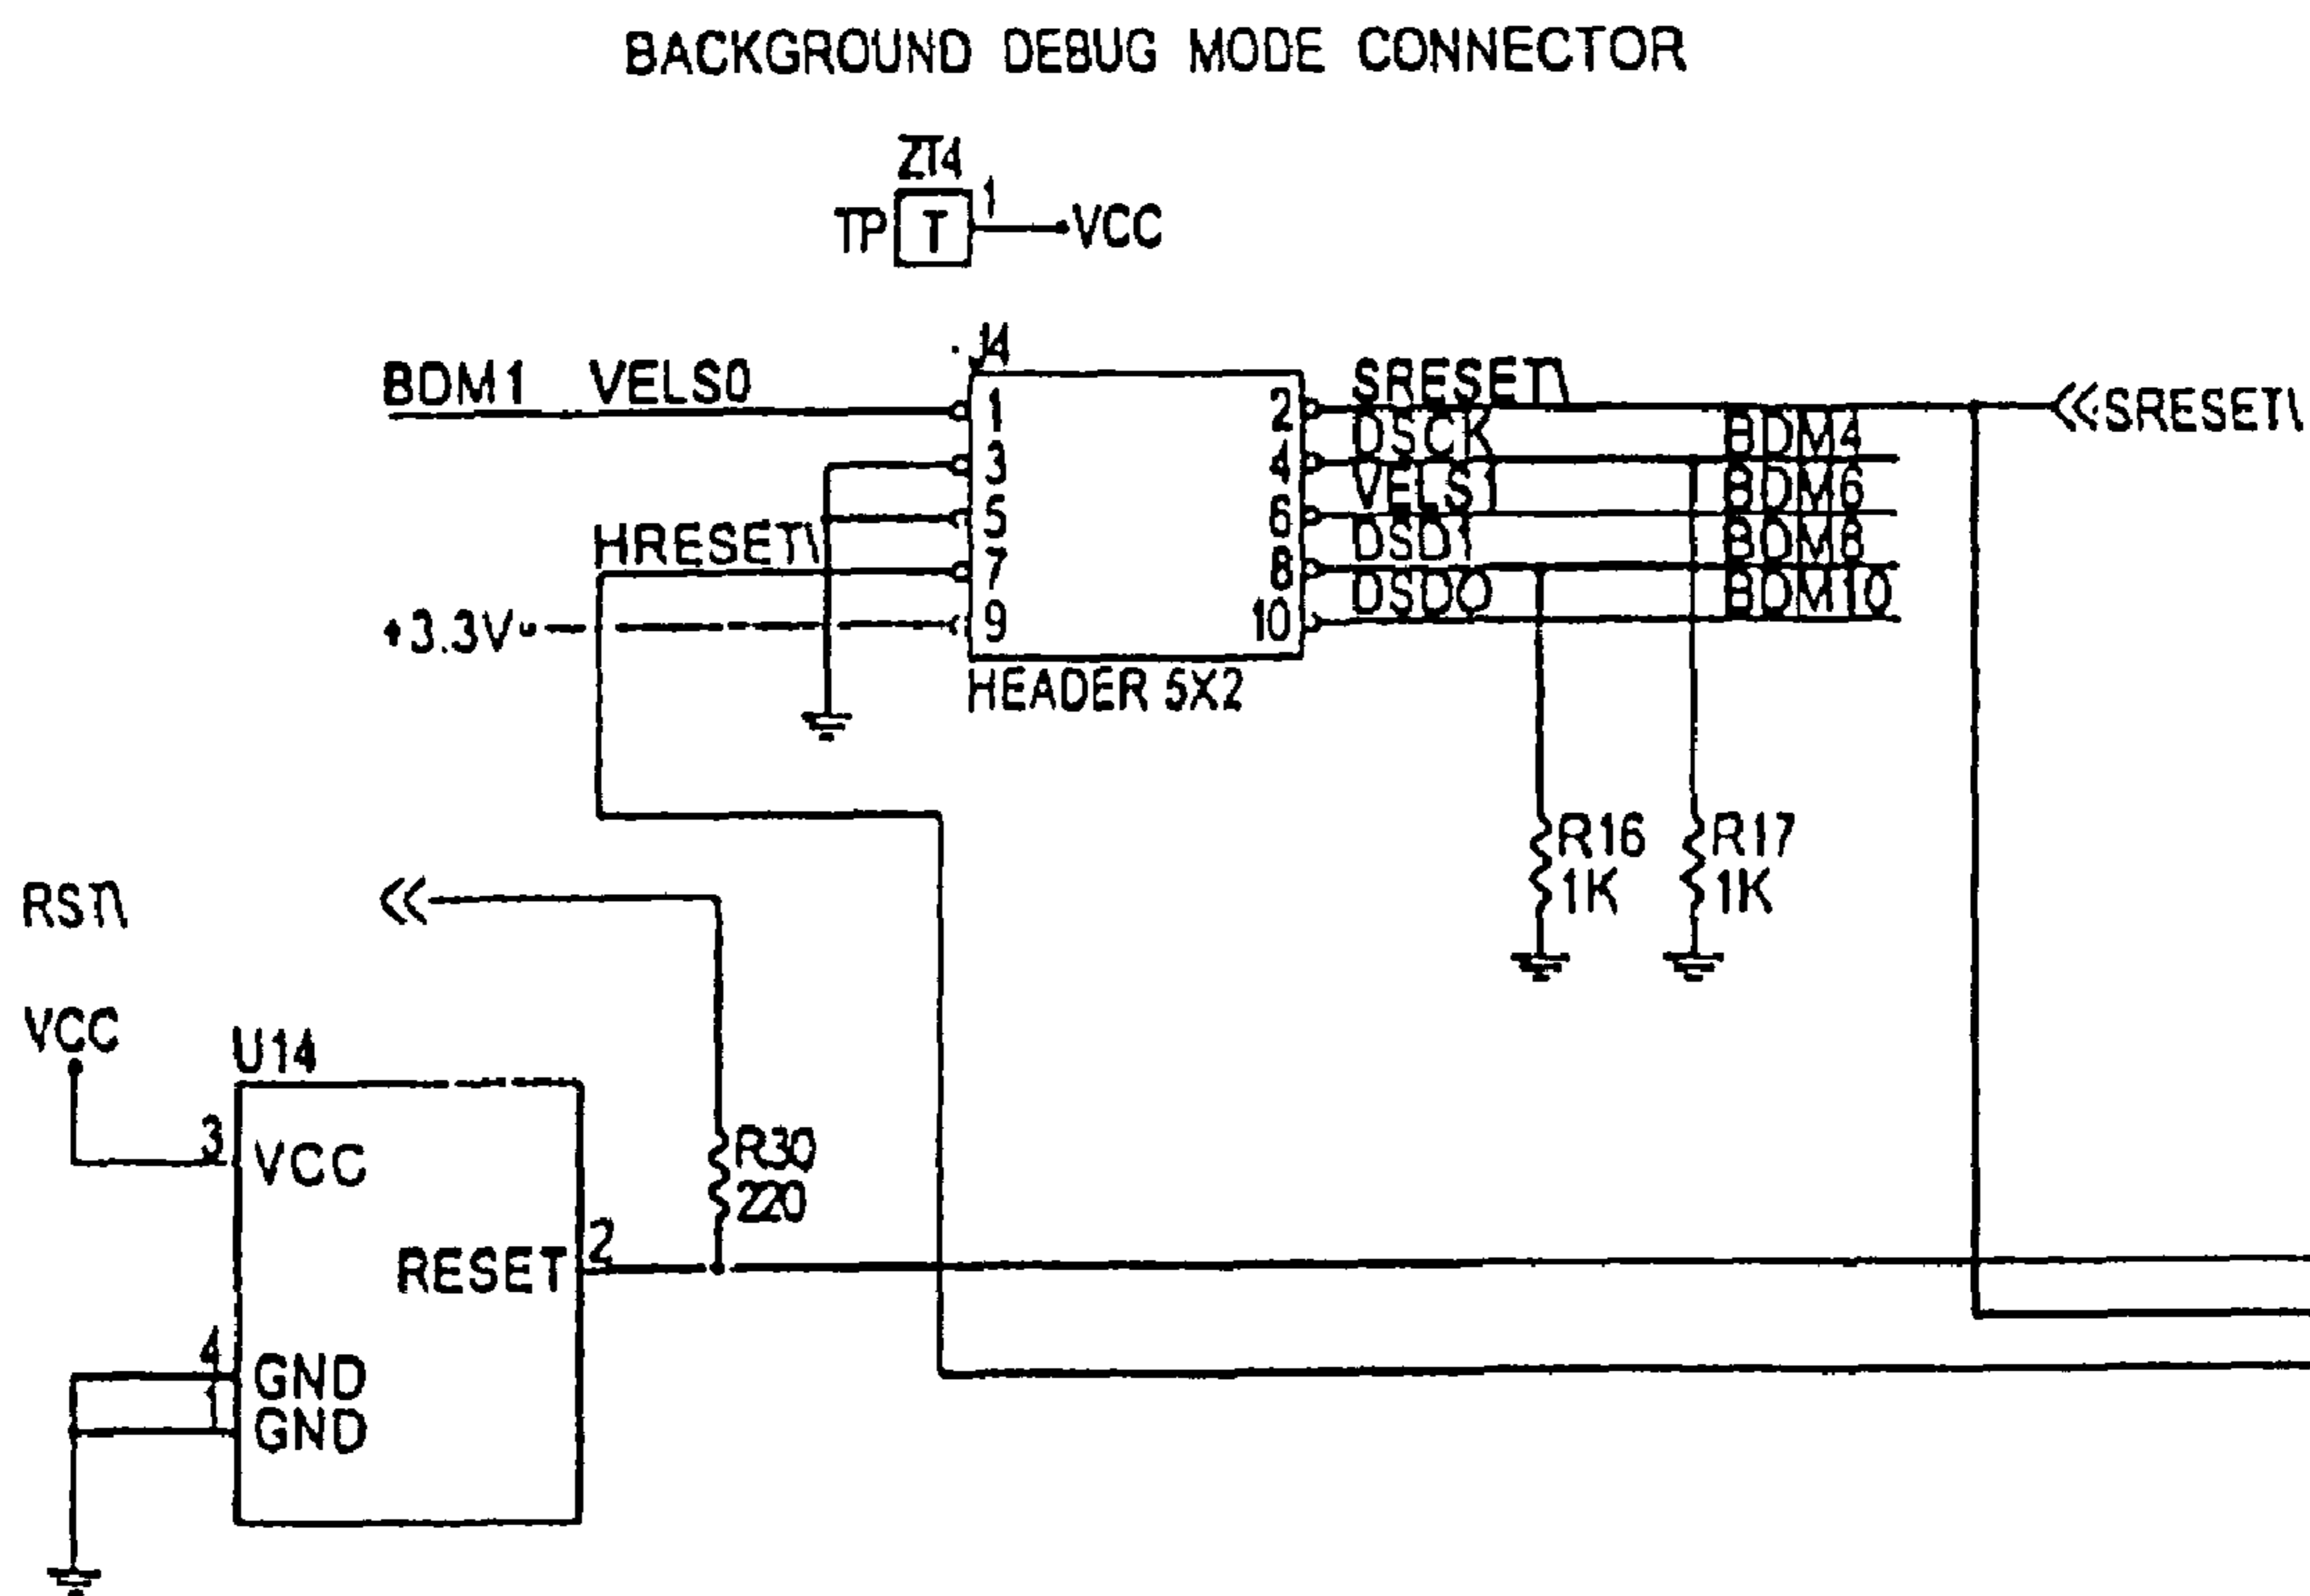 BACKGROUND DEBUG MODE CONNECTOR
ZT4
1
TP T VCC
J4
BDM1 VELS0 1 2 SRESET\ SRESET\
3 4 DSCK BDM4
5 6 VELS1 BDM6
HRESET\ 7 8 DSD1 BDM8
+3.3V 9 10 DSDO BDM10
HEADER 5X2
R16 R17
1K 1K
RST\
VCC
U14
3 VCC
R30
220
RESET 2
4 GND
1 GND